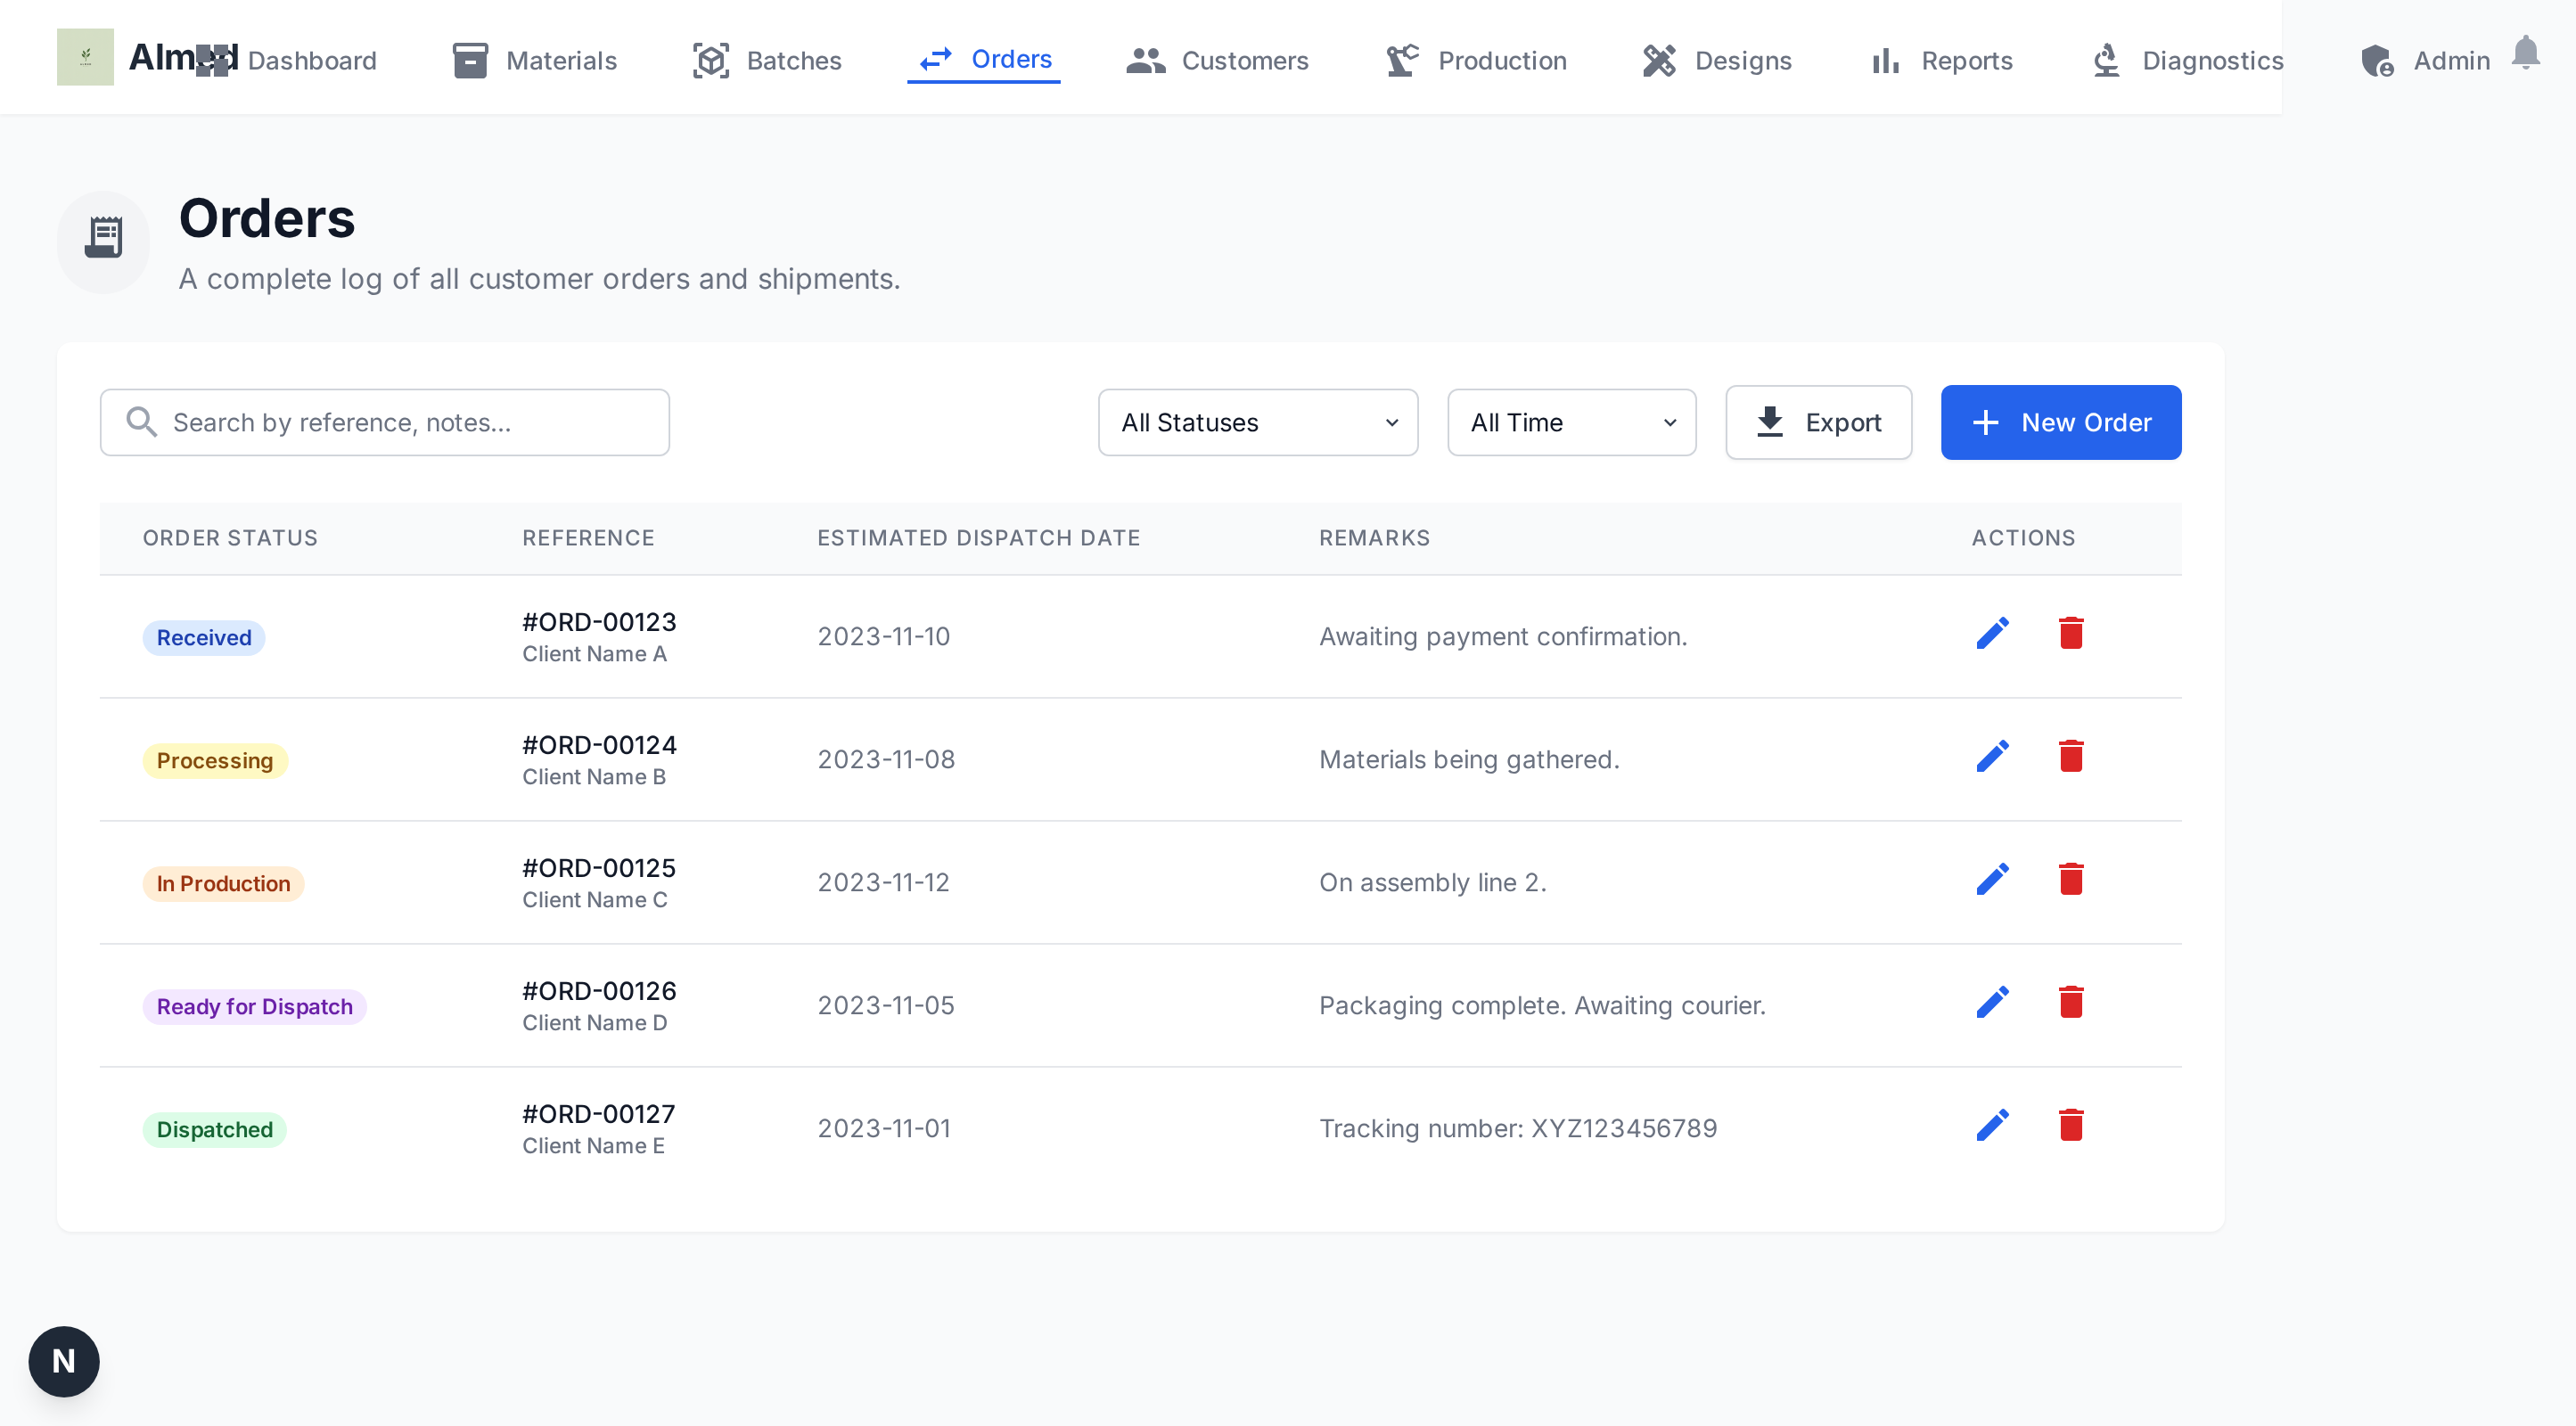 Almed
Dashboard
Materials
Batches
Orders
Customers
Production
Designs
Reports
Diagnostics
Admin
Orders
A complete log of all customer orders and shipments.
Search by reference, notes...
All Statuses
All Time
Export
New Order
ORDER STATUS REFERENCE ESTIMATED DISPATCH DATE REMARKS ACTIONS
Received #ORD-00123 2023-11-10 Awaiting payment confirmation.
Client Name A
Processing #ORD-00124 2023-11-08 Materials being gathered.
Client Name B
In Production #ORD-00125 2023-11-12 On assembly line 2.
Client Name C
Ready for Dispatch #ORD-00126 2023-11-05 Packaging complete. Awaiting courier.
Client Name D
Dispatched #ORD-00127 2023-11-01 Tracking number: XYZ123456789
Client Name E
N